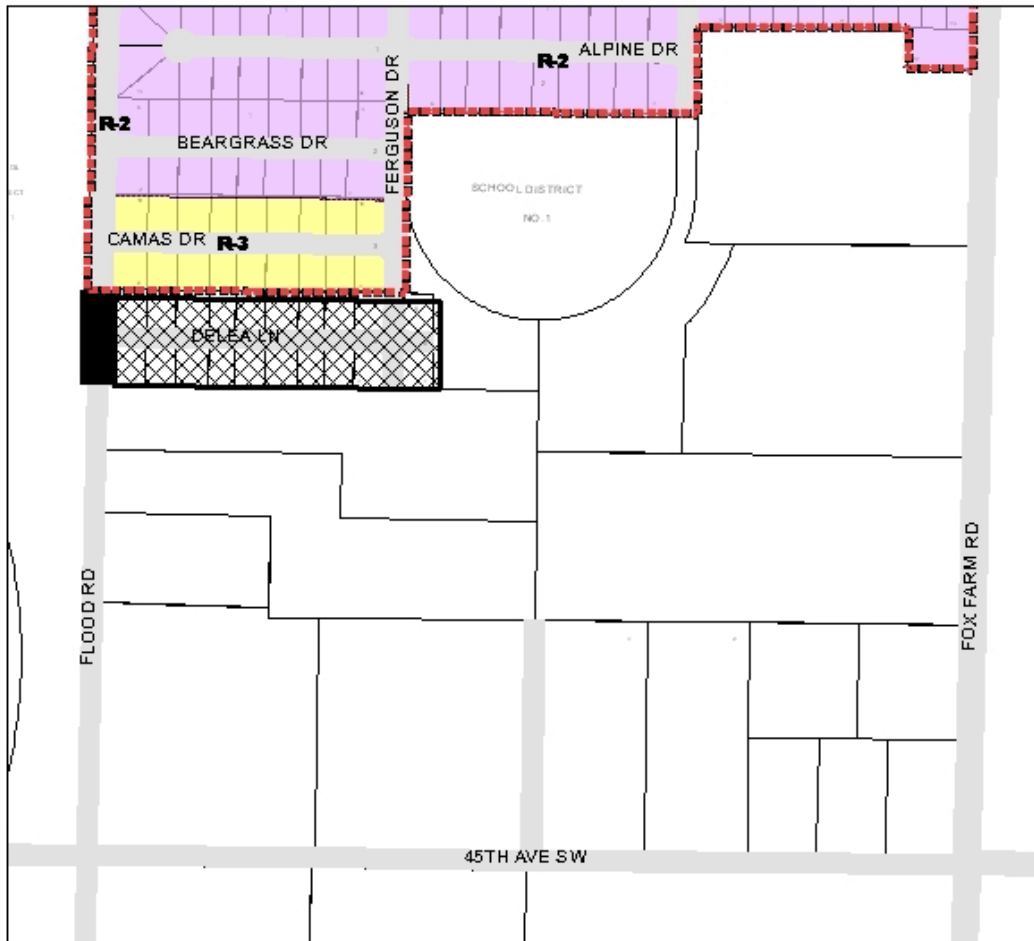 ALPINE DR
R-2
FERGUSON DR
R-2
BEARGRASS DR
SCHOOL DISTRICT
NO. 1
CAMAS DR
R-3
DELEA LN
FLOOD RD
FOX FARM RD
45TH AVE SW